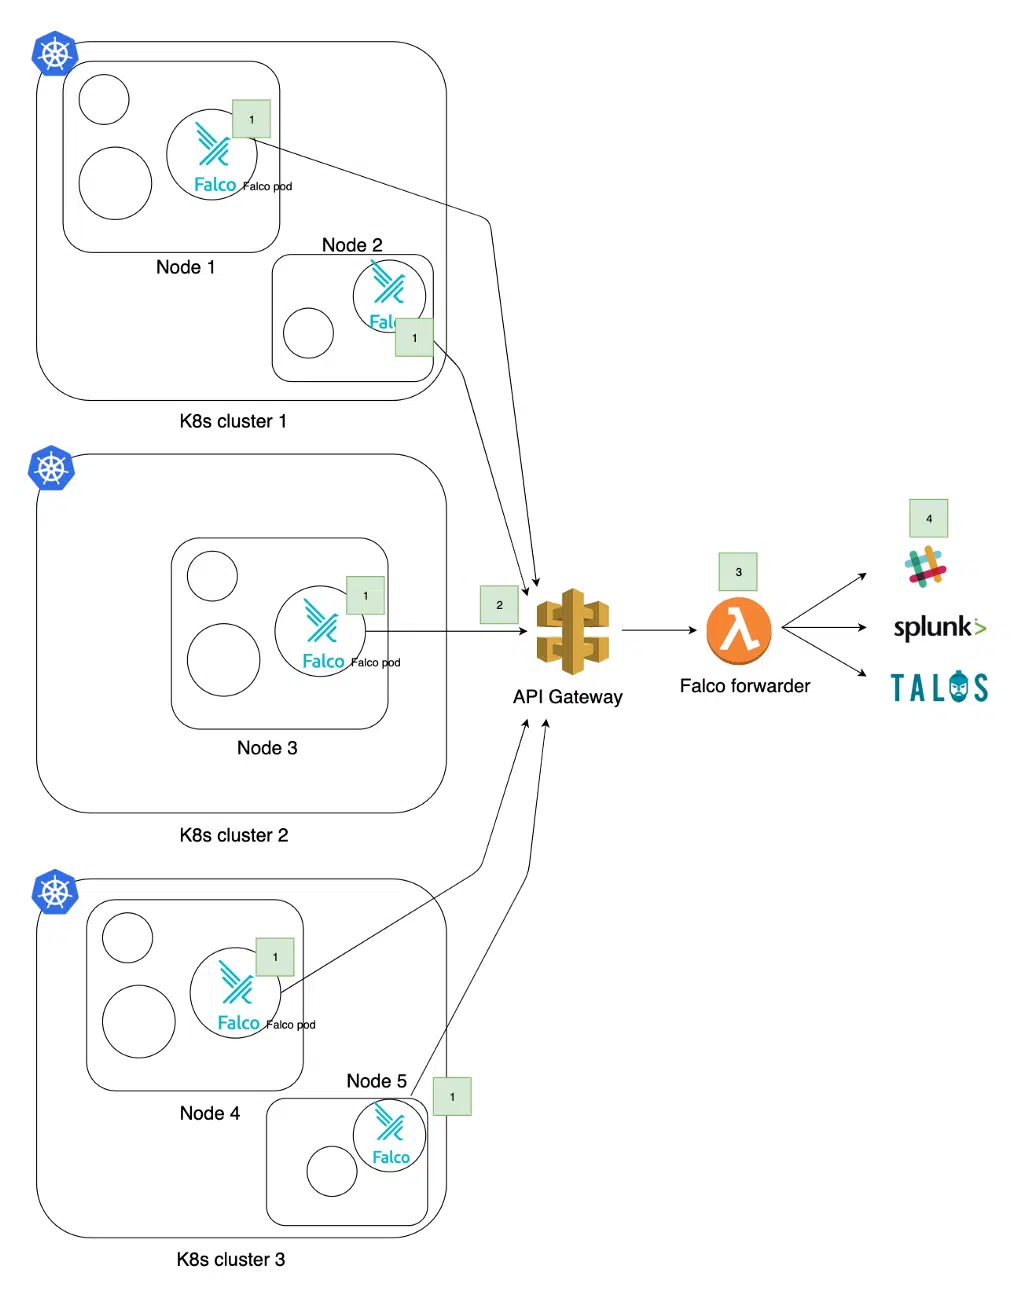 1
Falco
Falco pod
Node 1
Node 2
Falc
1
K8s cluster 1
1
Falco
Falco pod
Node 3
K8s cluster 2
2
API Gateway
3
Falco forwarder
4
splunk>
TALOS
1
Falco
Falco pod
Node 4
Node 5
1
Falco
K8s cluster 3